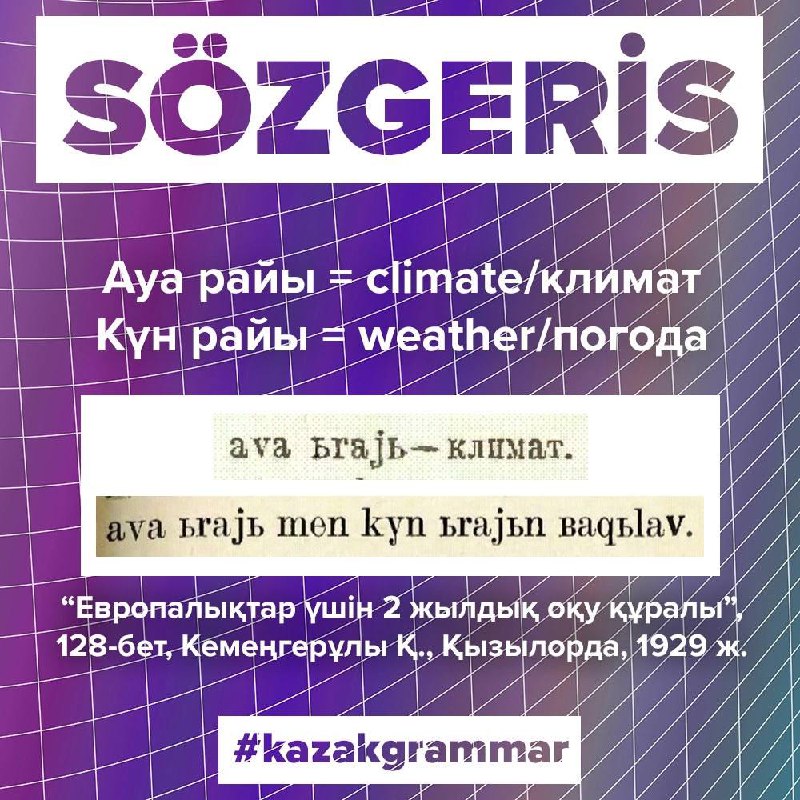 SÖZGERİS
Ауа райы = climate/климат
Күн райы = weather/погода
ava ьrajь — климат.
ava ьrajь men kyn ьrajьn ʙaqьlav.
“Европалықтар үшін 2 жылдық оқу құралы”,
128-бет, Кемеңгерұлы Қ., Қызылорда, 1929 ж.
#kazakgrammar